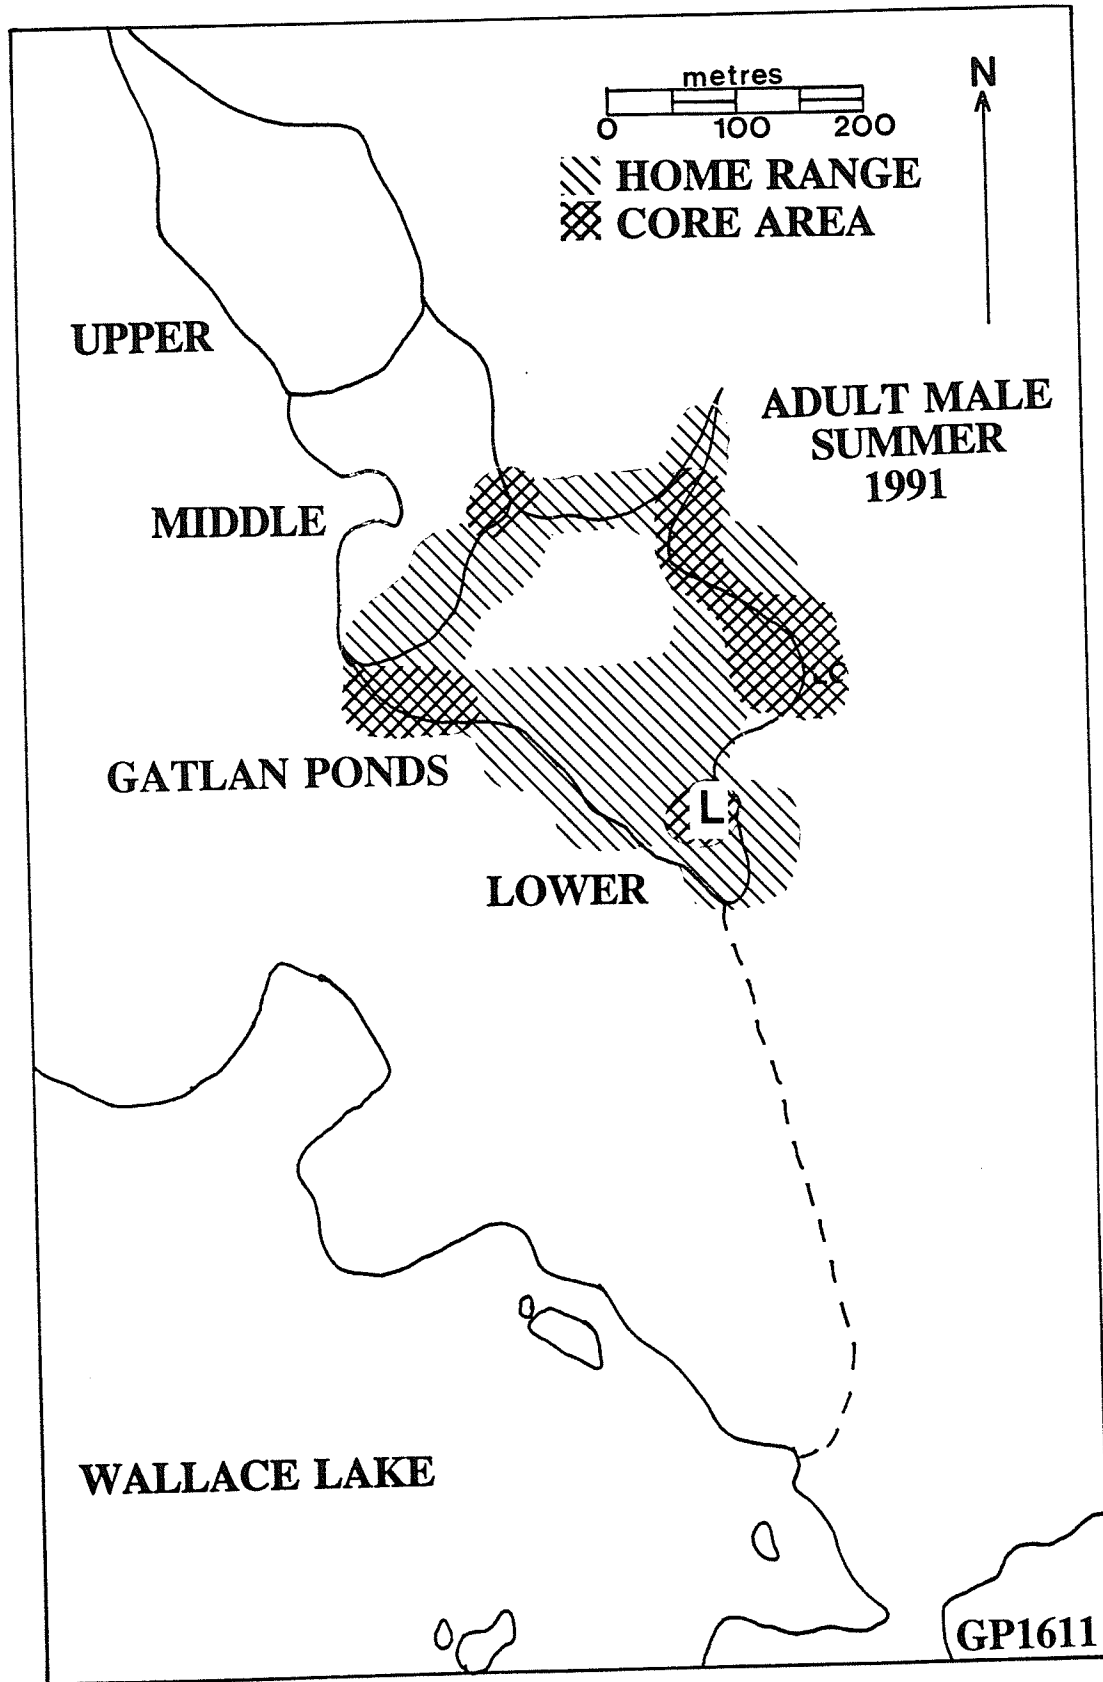 metres
0 100 200
N
HOME RANGE
CORE AREA
UPPER
ADULT MALE
SUMMER
1991
MIDDLE
GATLAN PONDS
L
LOWER
WALLACE LAKE
GP1611